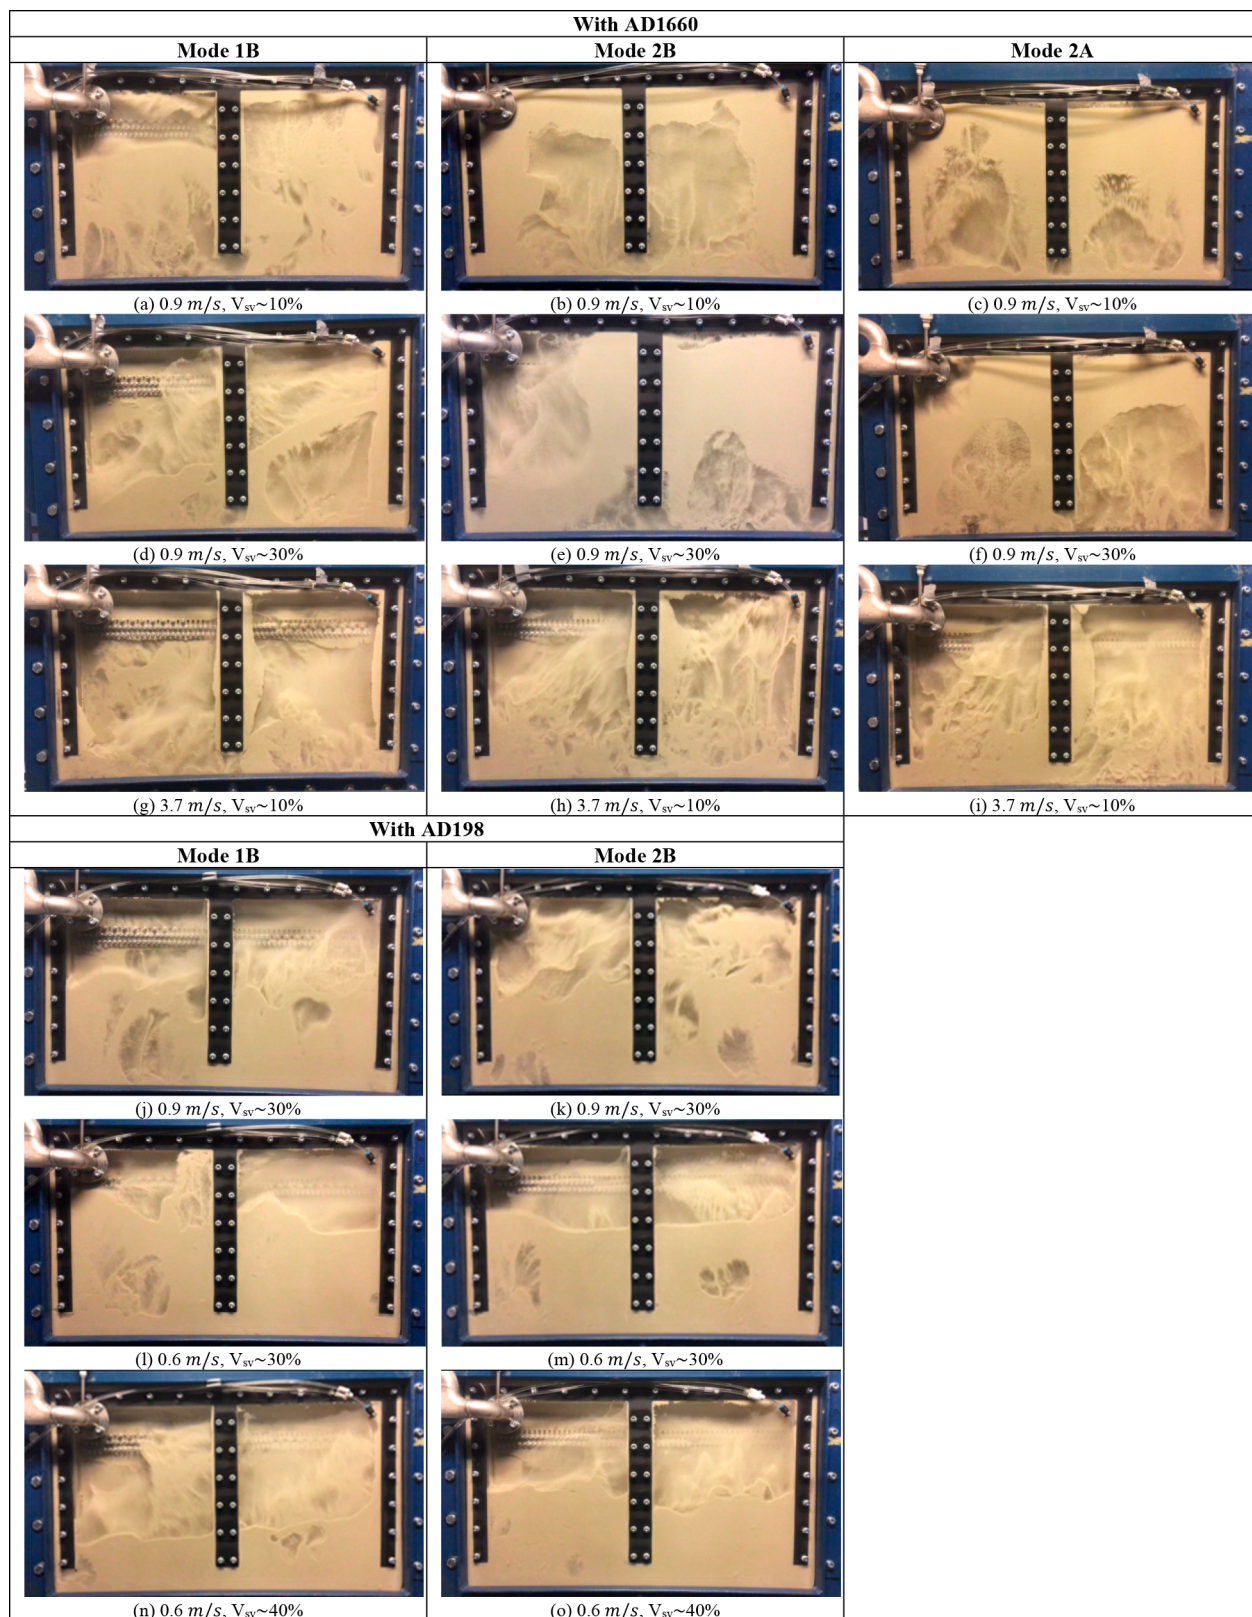 With AD1660
Mode 1B Mode 2B Mode 2A
(a) 0.9 m/s, Vsv~10% (b) 0.9 m/s, Vsv~10% (c) 0.9 m/s, Vsv~10%
(d) 0.9 m/s, Vsv~30% (e) 0.9 m/s, Vsv~30% (f) 0.9 m/s, Vsv~30%
(g) 3.7 m/s, Vsv~10% (h) 3.7 m/s, Vsv~10% (i) 3.7 m/s, Vsv~10%
With AD198
Mode 1B Mode 2B
(j) 0.9 m/s, Vsv~30% (k) 0.9 m/s, Vsv~30%
(l) 0.6 m/s, Vsv~30% (m) 0.6 m/s, Vsv~30%
(n) 0.6 m/s, Vsv~40% (o) 0.6 m/s, Vsv~40%